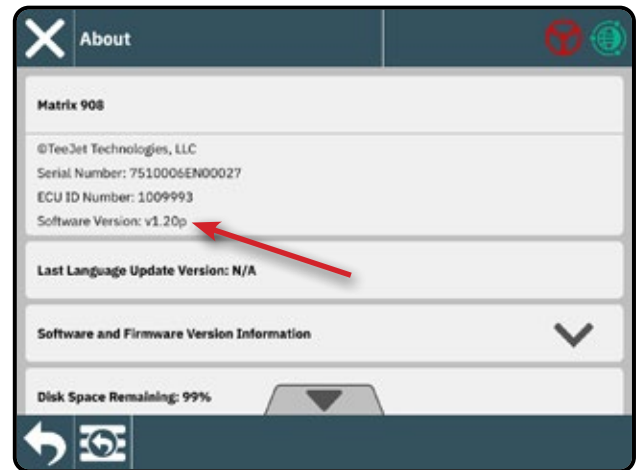 About
Matrix 908
©TeeJet Technologies, LLC
Serial Number: 7510006EN00027
ECU ID Number: 1009993
Software Version: v1.20p
Last Language Update Version: N/A
Software and Firmware Version Information
Disk Space Remaining: 99%